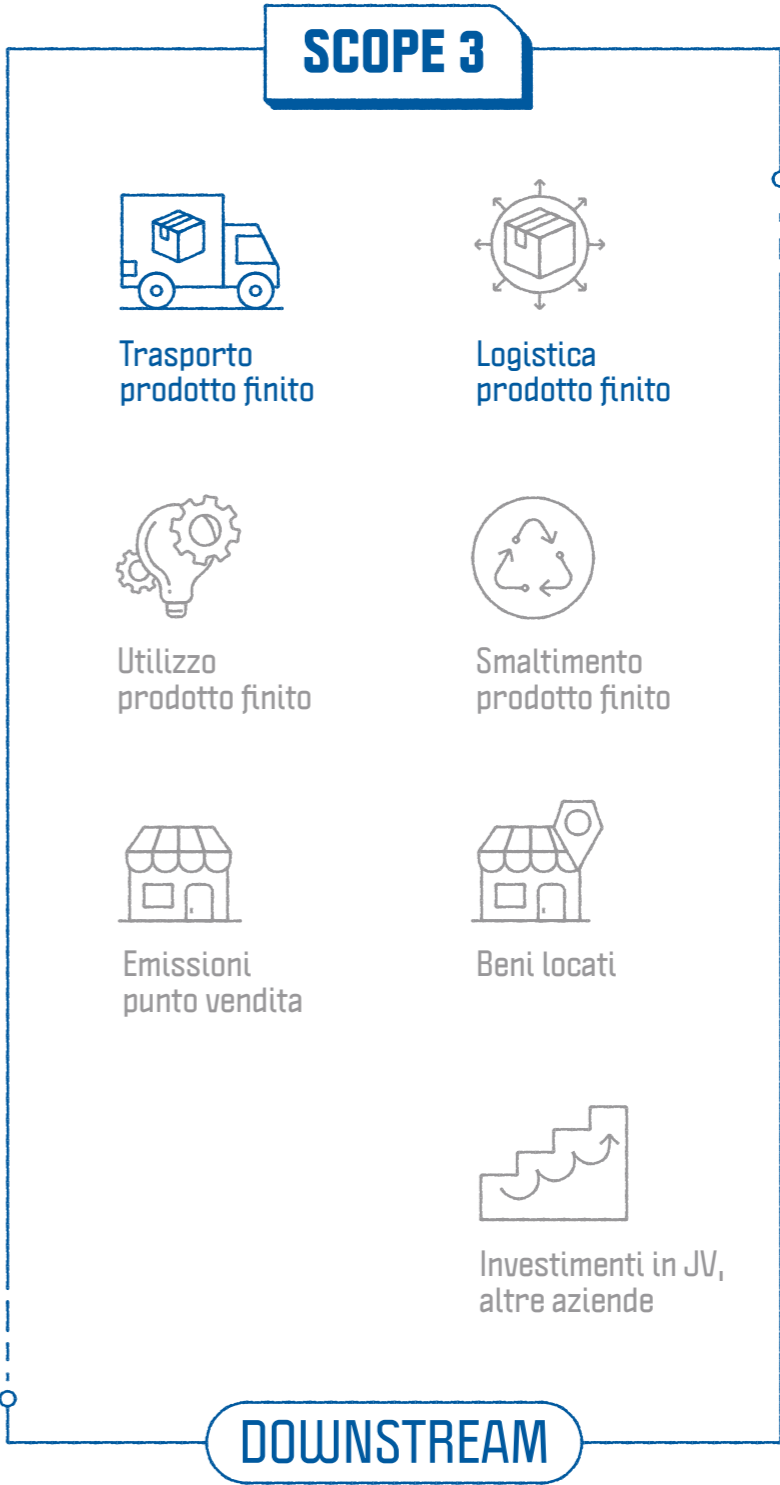 SCOPE 3
Trasporto
prodotto finito
Logistica
prodotto finito
Utilizzo
prodotto finito
Smaltimento
prodotto finito
Emissioni
punto vendita
Beni locati
Investimenti in JV,
altre aziende
DOWNSTREAM